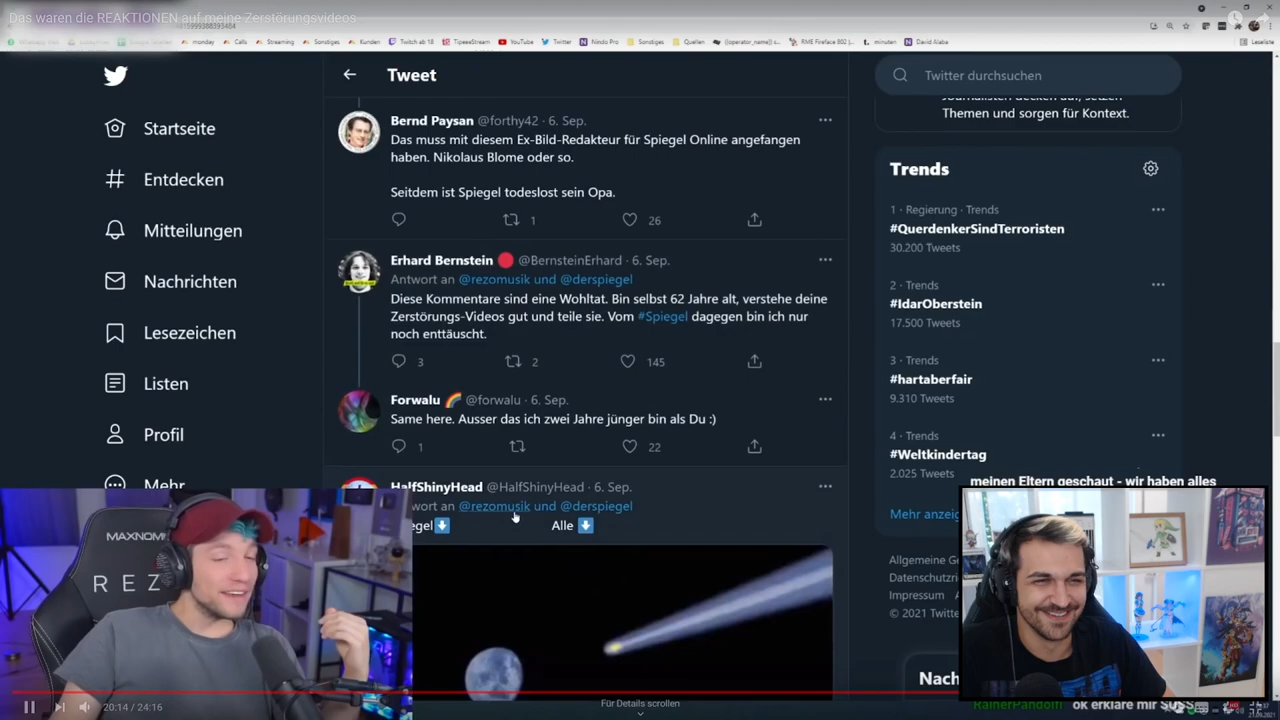 Das waren die REAKTIONEN auf meine Zerstörungsvideos
monday
Calls
Streaming
Sonstiges
Kunden
Twitch ab 18
TipeeeStream
YouTube
Twitter
Nindo Pro
Sonstiges
Quellen
RME Fireface 802
minuten
David Alaba
Leseliste
Startseite
Entdecken
Mitteilungen
Nachrichten
Lesezeichen
Listen
Profil
Mehr
Tweet
Bernd Paysan @forthy42 · 6. Sep.
Das muss mit diesem Ex-Bild-Redakteur für Spiegel Online angefangen
haben. Nikolaus Blome oder so.
Seitdem ist Spiegel todeslost sein Opa.
1 26
Erhard Bernstein 🔴 @BernsteinErhard · 6. Sep.
Antwort an @rezomusik und @derspiegel
Diese Kommentare sind eine Wohltat. Bin selbst 62 Jahre alt, verstehe deine
Zerstörungs-Videos gut und teile sie. Vom #Spiegel dagegen bin ich nur
noch enttäuscht.
3 2 145
Forwalu 🌈 @forwalu · 6. Sep.
Same here. Ausser das ich zwei Jahre jünger bin als Du :)
1 22
HalfShinyHead @HalfShinyHead · 6. Sep.
wort an @rezomusik und @derspiegel
egel⬇️ Alle ⬇️
Twitter durchsuchen
Journalisten decken auf, setzen
Themen und sorgen für Kontext.
Trends
1 · Regierung · Trends
#QuerdenkerSindTerroristen
30.200 Tweets
2 · Trends
#IdarOberstein
17.500 Tweets
3 · Trends
#hartaberfair
9.310 Tweets
4 · Trends
#Weltkindertag
2.025 Tweets
meinen Eltern geschaut - wir haben alles
Mehr anzeig
Allgemeine Ge
Datenschutzri
Impressum
© 2021 Twitte
Nach
MAXNOM
REZ
20:14 / 24:16
Für Details scrollen
RainerPandolfi ok erkläre mir SUSS